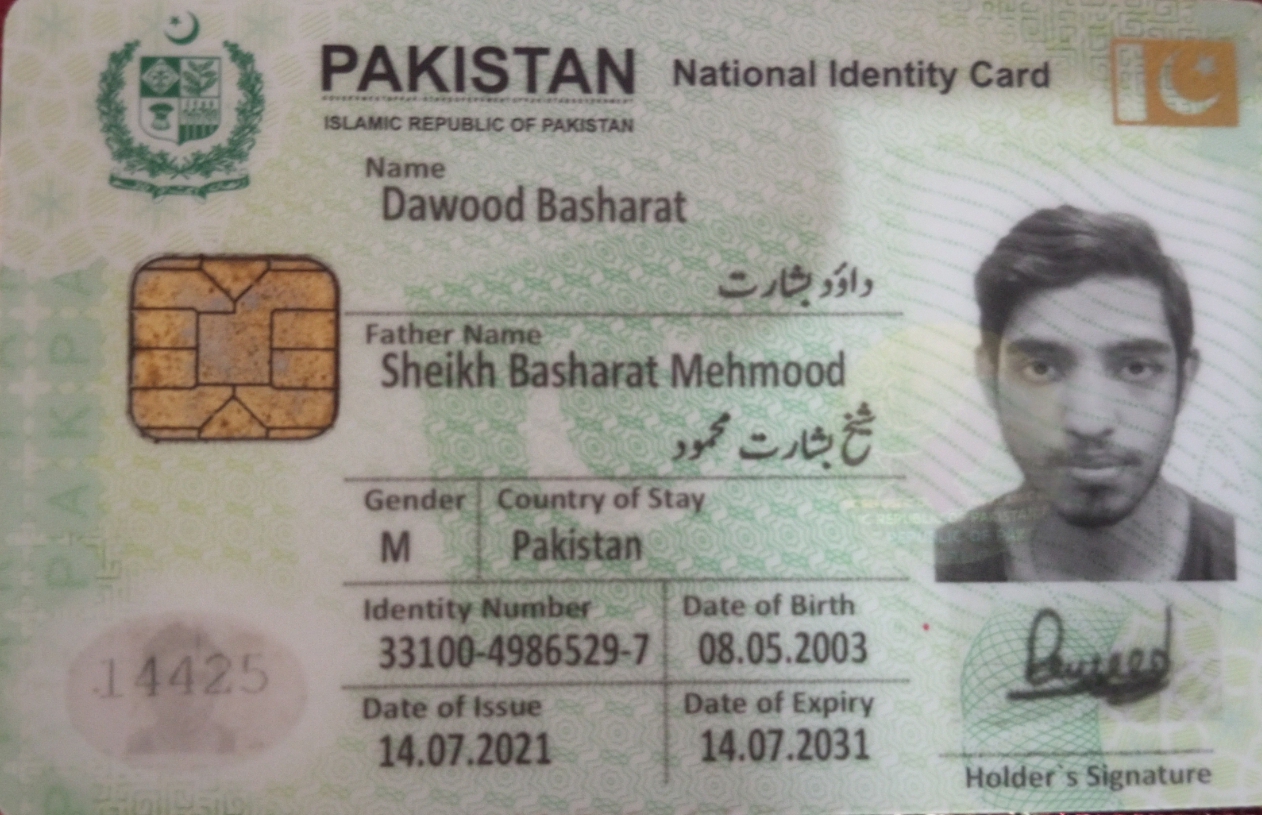 PAKISTAN National Identity Card
ISLAMIC REPUBLIC OF PAKISTAN
Name
Dawood Basharat
داؤد بشارت
Father Name
Sheikh Basharat Mehmood
شیخ بشارت محمود
Gender Country of Stay
M Pakistan
Identity Number Date of Birth
33100-4986529-7 08.05.2003
14425
Date of Issue Date of Expiry
14.07.2021 14.07.2031
Holder`s Signature